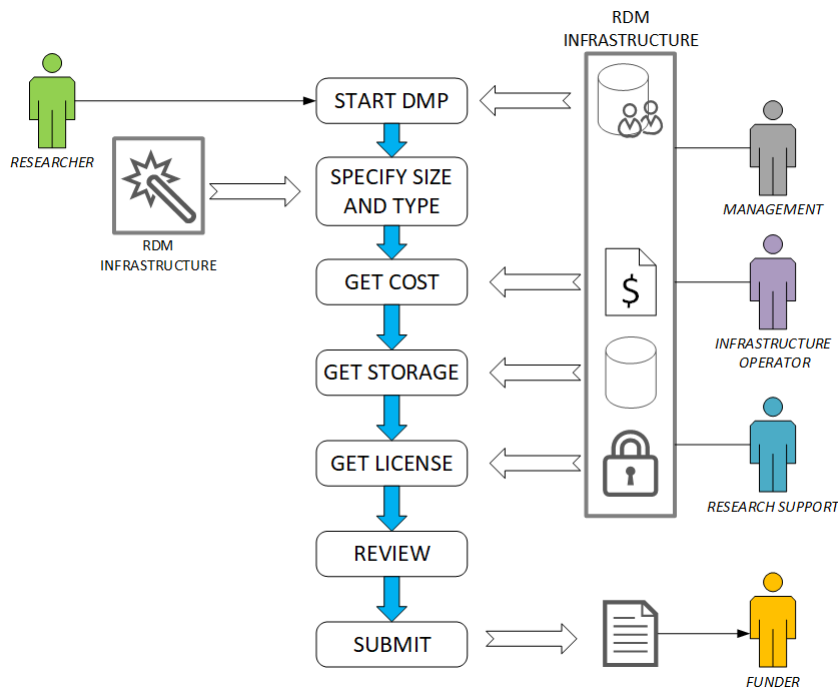 RDM
INFRASTRUCTURE
START DMP
RESEARCHER
SPECIFY SIZE
AND TYPE
MANAGEMENT
RDM
INFRASTRUCTURE
GET COST
$
INFRASTRUCTURE
OPERATOR
GET STORAGE
GET LICENSE
RESEARCH SUPPORT
REVIEW
SUBMIT
FUNDER